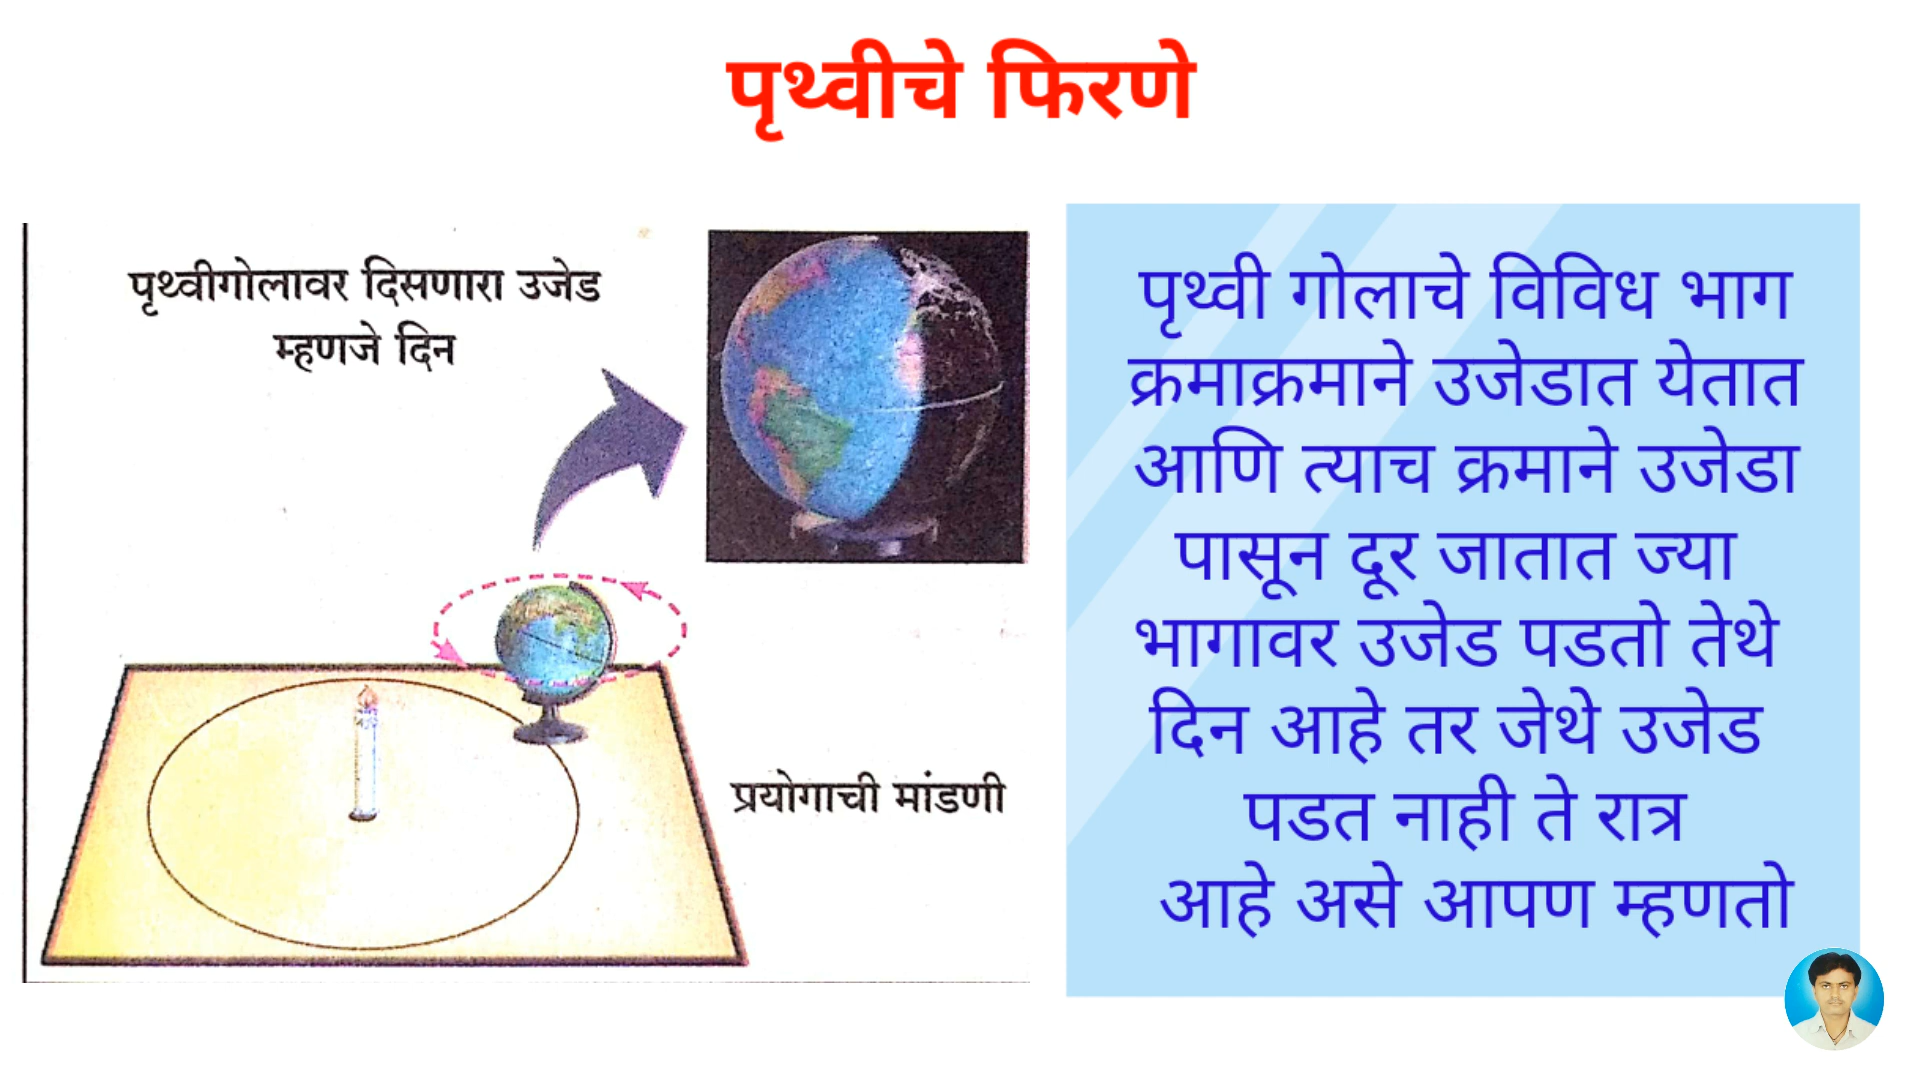 पृथ्वीचे फिरणे
पृथ्वीगोलावर दिसणारा उजेड
म्हणजे दिन
प्रयोगाची मांडणी
पृथ्वी गोलाचे विविध भाग
क्रमाक्रमाने उजेडात येतात
आणि त्याच क्रमाने उजेडा
पासून दूर जातात ज्या
भागावर उजेड पडतो तेथे
दिन आहे तर जेथे उजेड
पडत नाही ते रात्र
आहे असे आपण म्हणतो